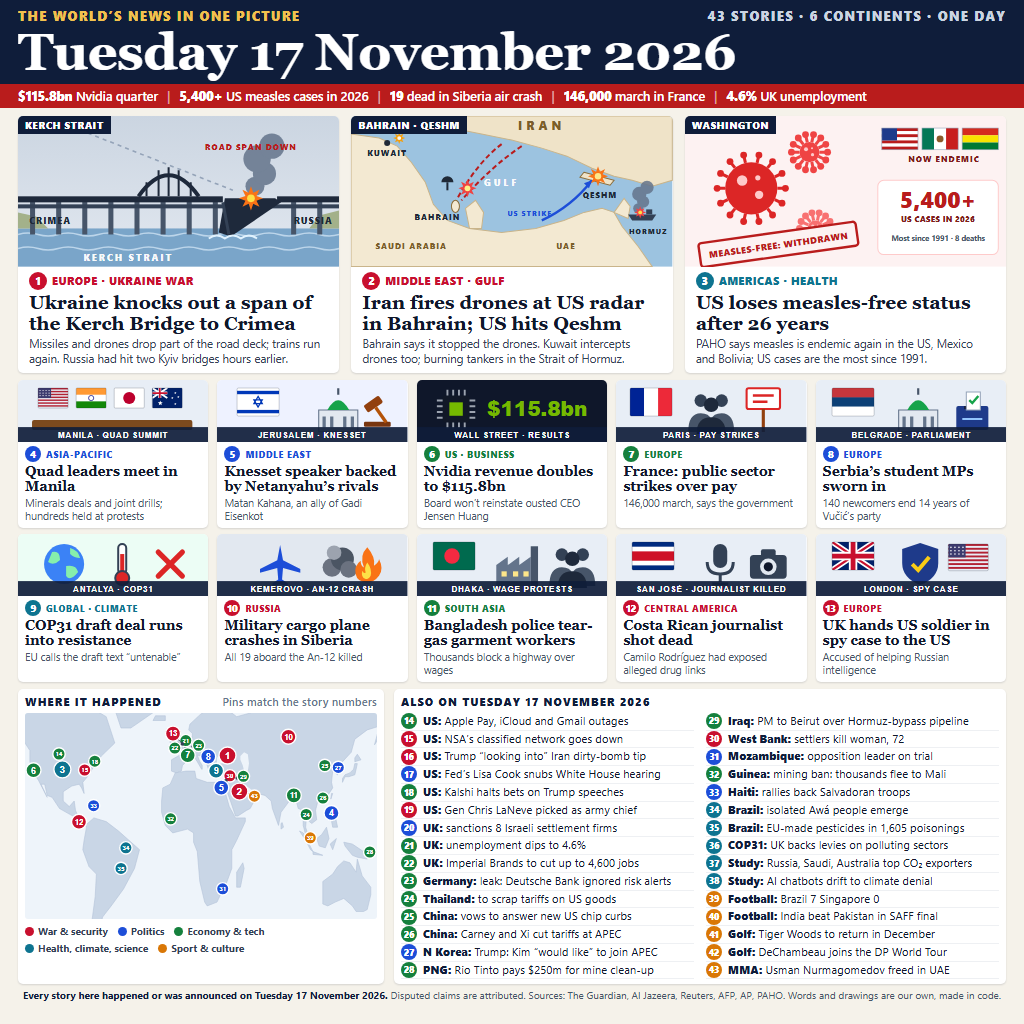 THE WORLD'S NEWS IN ONE PICTURE
43 STORIES · 6 CONTINENTS · ONE DAY
Tuesday 17 November 2026
$115.8bn Nvidia quarter | 5,400+ US measles cases in 2026 | 19 dead in Siberia air crash | 146,000 march in France | 4.6% UK unemployment
KERCH STRAIT
ROAD SPAN DOWN
CRIMEA
RUSSIA
KERCH STRAIT
1 EUROPE · UKRAINE WAR
Ukraine knocks out a span of
the Kerch Bridge to Crimea
Missiles and drones drop part of the road deck; trains run
again. Russia had hit two Kyiv bridges hours earlier.
BAHRAIN · QESHM
IRAN
KUWAIT
GULF
QESHM
BAHRAIN
US STRIKE
HORMUZ
SAUDI ARABIA
UAE
2 MIDDLE EAST · GULF
Iran fires drones at US radar
in Bahrain; US hits Qeshm
Bahrain says it stopped the drones. Kuwait intercepts
drones too; burning tankers in the Strait of Hormuz.
WASHINGTON
NOW ENDEMIC
5,400+
US CASES IN 2026
Most since 1991 · 8 deaths
MEASLES-FREE: WITHDRAWN
3 AMERICAS · HEALTH
US loses measles-free status
after 26 years
PAHO says measles is endemic again in the US, Mexico
and Bolivia; US cases are the most since 1991.
MANILA · QUAD SUMMIT
4 ASIA-PACIFIC
Quad leaders meet in
Manila
Minerals deals and joint drills;
hundreds held at protests
JERUSALEM · KNESSET
5 MIDDLE EAST
Knesset speaker backed
by Netanyahu's rivals
Matan Kahana, an ally of Gadi
Eisenkot
$115.8bn
WALL STREET · RESULTS
6 US · BUSINESS
Nvidia revenue doubles
to $115.8bn
Board won't reinstate ousted CEO
Jensen Huang
PARIS · PAY STRIKES
7 EUROPE
France: public sector
strikes over pay
146,000 march, says the government
BELGRADE · PARLIAMENT
8 EUROPE
Serbia's student MPs
sworn in
140 newcomers end 14 years of
Vučić's party
ANTALYA · COP31
9 GLOBAL · CLIMATE
COP31 draft deal runs
into resistance
EU calls the draft text "untenable"
KEMEROVO · AN-12 CRASH
10 RUSSIA
Military cargo plane
crashes in Siberia
All 19 aboard the An-12 killed
DHAKA · WAGE PROTESTS
11 SOUTH ASIA
Bangladesh police tear-
gas garment workers
Thousands block a highway over
wages
SAN JOSÉ · JOURNALIST KILLED
12 CENTRAL AMERICA
Costa Rican journalist
shot dead
Camilo Rodríguez had exposed
alleged drug links
LONDON · SPY CASE
13 EUROPE
UK hands US soldier in
spy case to the US
Accused of helping Russian
intelligence
WHERE IT HAPPENED
Pins match the story numbers
13
21
22
23
7
8
1
10
14
18
6
3
15
9
30
29
5
2
43
25
27
33
12
32
11
26
24
4
39
28
34
35
31
War & security
Politics
Economy & tech
Health, climate, science
Sport & culture
ALSO ON TUESDAY 17 NOVEMBER 2026
14 US: Apple Pay, iCloud and Gmail outages
15 US: NSA's classified network goes down
16 US: Trump "looking into" Iran dirty-bomb tip
17 US: Fed's Lisa Cook snubs White House hearing
18 US: Kalshi halts bets on Trump speeches
19 US: Gen Chris LaNeve picked as army chief
20 UK: sanctions 8 Israeli settlement firms
21 UK: unemployment dips to 4.6%
22 UK: Imperial Brands to cut up to 4,600 jobs
23 Germany: leak: Deutsche Bank ignored risk alerts
24 Thailand: to scrap tariffs on US goods
25 China: vows to answer new US chip curbs
26 China: Carney and Xi cut tariffs at APEC
27 N Korea: Trump: Kim "would like" to join APEC
28 PNG: Rio Tinto pays $250m for mine clean-up
29 Iraq: PM to Beirut over Hormuz-bypass pipeline
30 West Bank: settlers kill woman, 72
31 Mozambique: opposition leader on trial
32 Guinea: mining ban: thousands flee to Mali
33 Haiti: rallies back Salvadoran troops
34 Brazil: isolated Awá people emerge
35 Brazil: EU-made pesticides in 1,605 poisonings
36 COP31: UK backs levies on polluting sectors
37 Study: Russia, Saudi, Australia top CO₂ exporters
38 Study: AI chatbots drift to climate denial
39 Football: Brazil 7 Singapore 0
40 Football: India beat Pakistan in SAFF final
41 Golf: Tiger Woods to return in December
42 Golf: DeChambeau joins the DP World Tour
43 MMA: Usman Nurmagomedov freed in UAE
Every story here happened or was announced on Tuesday 17 November 2026. Disputed claims are attributed. Sources: The Guardian, Al Jazeera, Reuters, AFP, AP, PAHO. Words and drawings are our own, made in code.